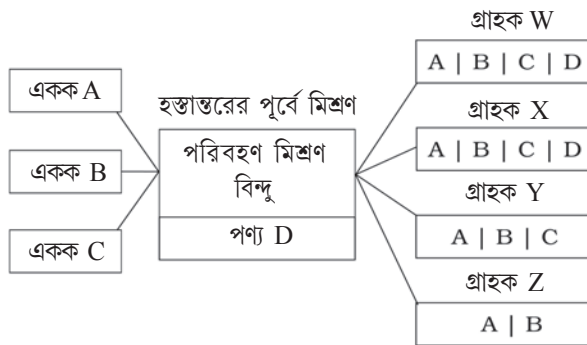 একক A
একক B
একক C
হস্তান্তরের পূর্বে মিশ্রণ
পরিবহণ মিশ্রণ
বিন্দু
পণ্য D
গ্রাহক W
A | B | C | D
গ্রাহক X
A | B | C | D
গ্রাহক Y
A | B | C
গ্রাহক Z
A | B